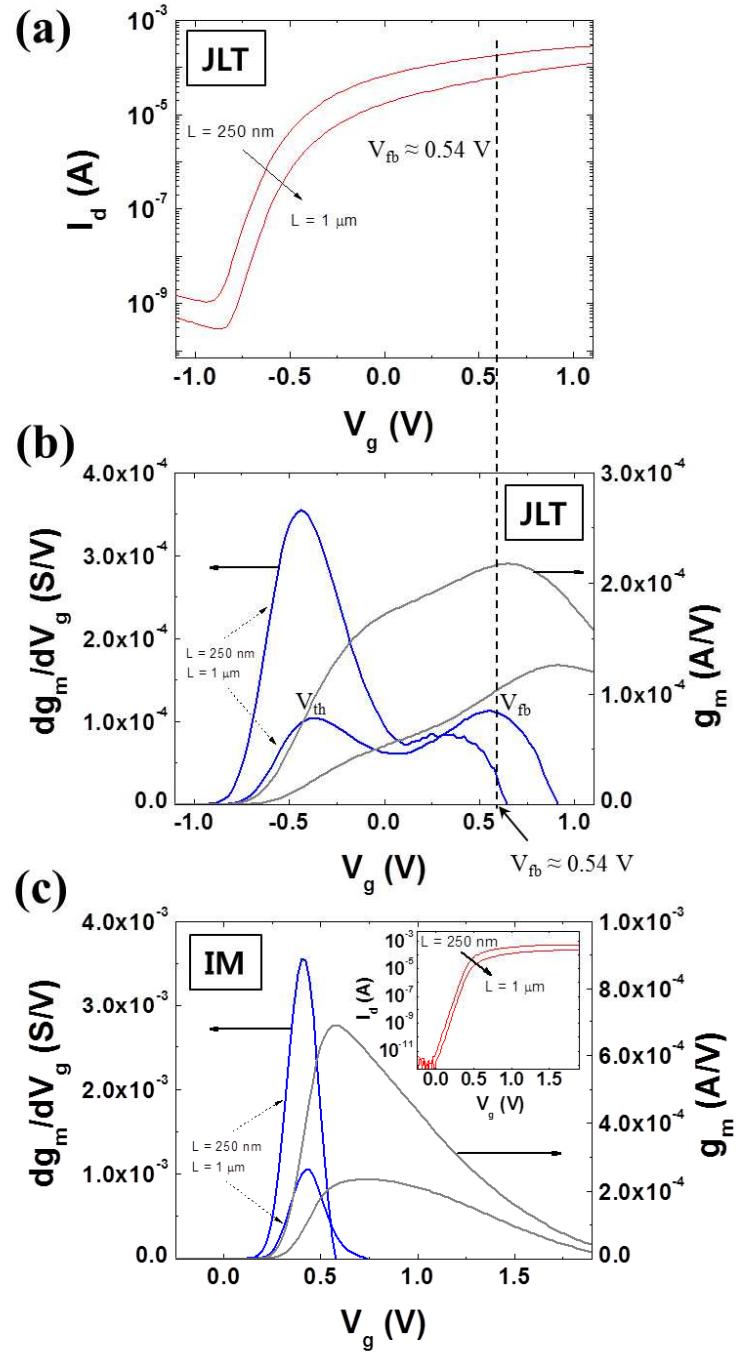 (a)
JLT
10⁻³
10⁻⁵
10⁻⁷
10⁻⁹
I_d (A)
L = 250 nm
L = 1 μm
V_fb ≈ 0.54 V
-1.0 -0.5 0.0 0.5 1.0
V_g (V)
(b)
JLT
4.0x10⁻⁴
3.0x10⁻⁴
2.0x10⁻⁴
1.0x10⁻⁴
0.0
dg_m/dV_g (S/V)
L = 250 nm
L = 1 μm
V_th
V_fb
3.0x10⁻⁴
2.0x10⁻⁴
1.0x10⁻⁴
0.0
g_m (A/V)
-1.0 -0.5 0.0 0.5 1.0
V_g (V)
V_fb ≈ 0.54 V
(c)
IM
4.0x10⁻³
3.0x10⁻³
2.0x10⁻³
1.0x10⁻³
0.0
dg_m/dV_g (S/V)
L = 250 nm
L = 1 μm
10⁻³
10⁻⁵
10⁻⁷
10⁻⁹
10⁻¹¹
I_d (A)
L = 250 nm
L = 1 μm
0.0 0.5 1.0 1.5
V_g (V)
1.0x10⁻³
8.0x10⁻⁴
6.0x10⁻⁴
4.0x10⁻⁴
2.0x10⁻⁴
0.0
g_m (A/V)
0.0 0.5 1.0 1.5
V_g (V)